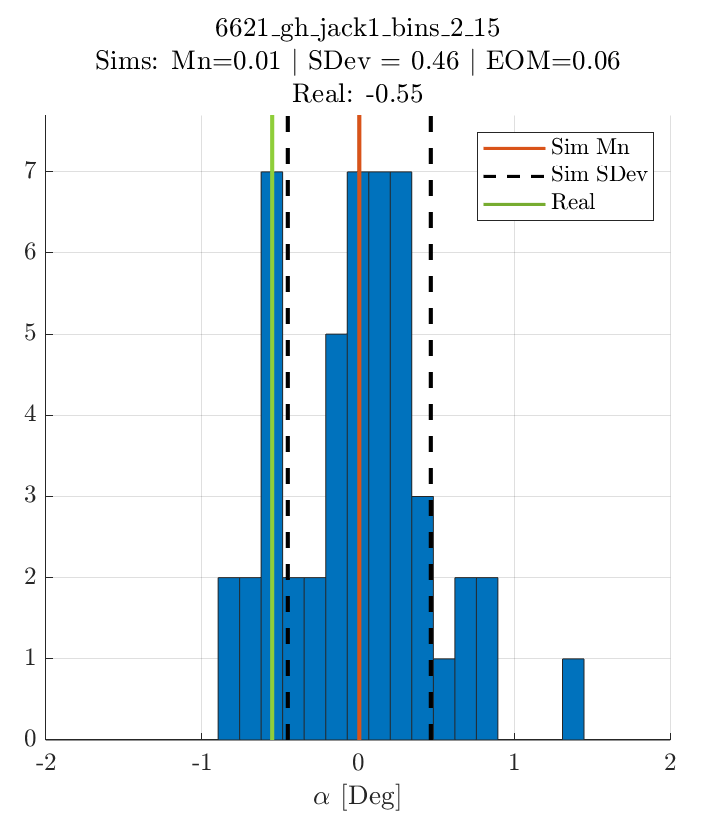 6621_gh_jack1_bins_2_15
Sims: Mn=0.01 | SDev = 0.46 | EOM=0.06
Real: -0.55
Sim Mn
Sim SDev
Real
7
6
5
4
3
2
1
0
-2 -1 0 1 2
α [Deg]